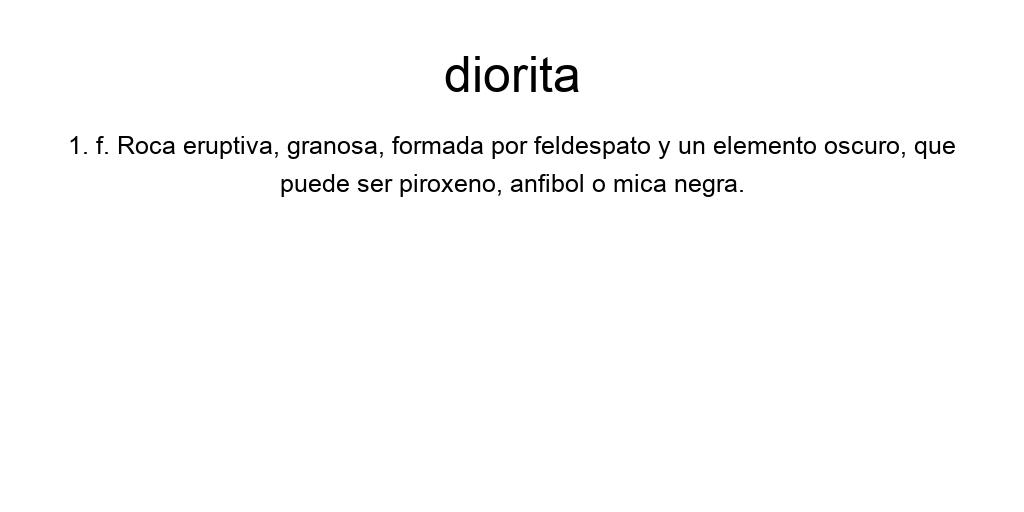 diorita
1. f. Roca eruptiva, granosa, formada por feldespato y un elemento oscuro, que
puede ser piroxeno, anfibol o mica negra.